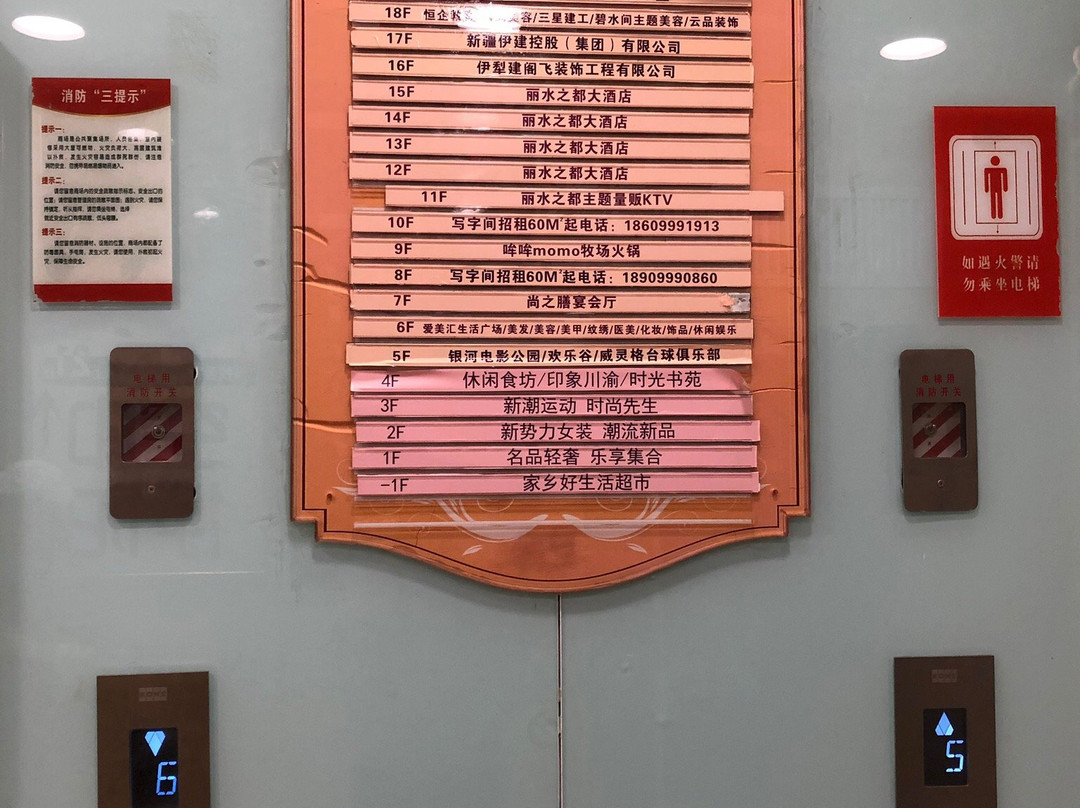 18F 恒企教育 美容/三星建工/碧水间主题美容/云品装饰
17F 新疆伊建控股（集团）有限公司
16F 伊犁建阁飞装饰工程有限公司
15F 丽水之都大酒店
14F 丽水之都大酒店
13F 丽水之都大酒店
12F 丽水之都大酒店
11F 丽水之都主题量贩KTV
10F 写字间招租60M²起电话：18609991913
9F 哞哞momo牧场火锅
8F 写字间招租60M²起电话：18909990860
7F 尚之膳宴会厅
6F 爱美汇生活广场/美发/美容/美甲/纹绣/医美/化妆/饰品/休闲娱乐
5F 银河电影公园/欢乐谷/威灵格台球俱乐部
4F 休闲食坊/印象川渝/时光书苑
3F 新潮运动 时尚先生
2F 新势力女装 潮流新品
1F 名品轻奢 乐享集合
-1F 家乡好生活超市
消防“三提示”
提示一：
提示二：
提示三：
如遇火警请
勿乘坐电梯
电梯用
消防开关
电梯用
消防开关
KONE
6
KONE
5